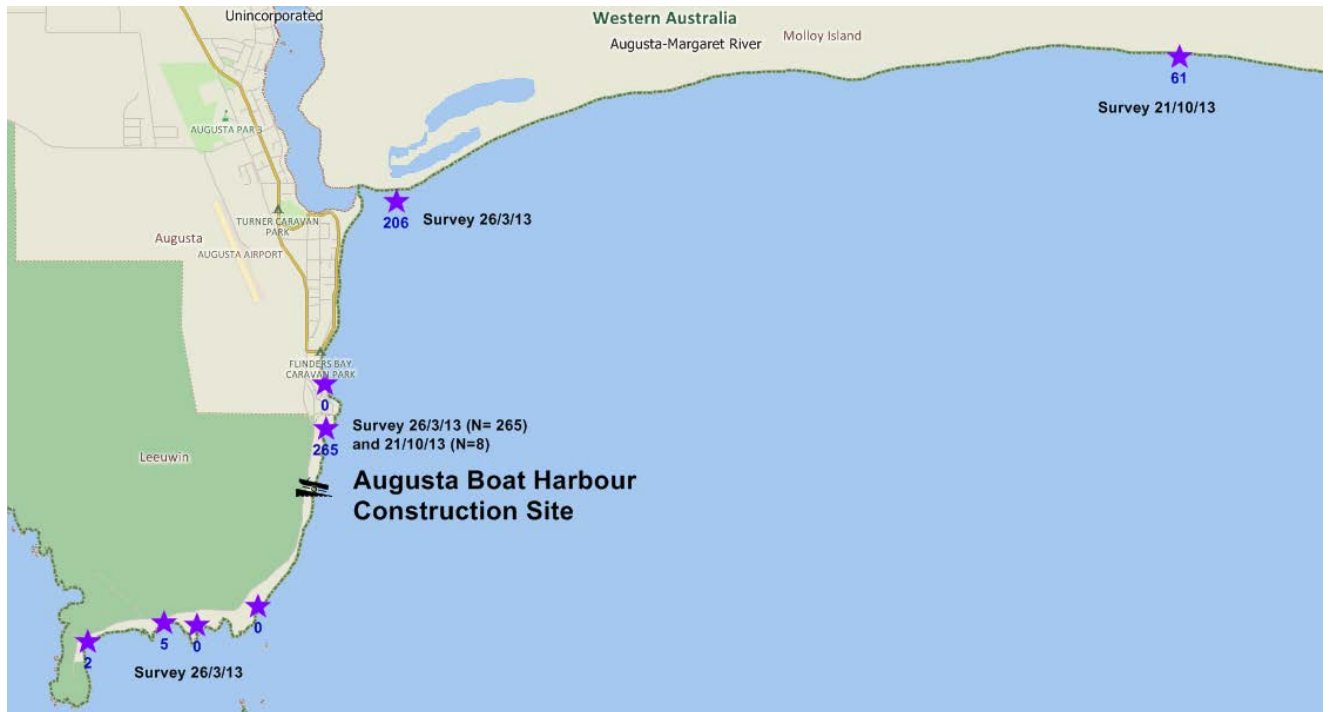 Unincorporated
Western Australia
Augusta-Margaret River
Molloy Island
61
Survey 21/10/13
AUGUSTA PAR 3
206
Survey 26/3/13
TURNER CARAVAN
PARK
Augusta
AUGUSTA AIRPORT
FLINDERS BAY
CARAVAN PARK
0
265
Survey 26/3/13 (N= 265)
and 21/10/13 (N=8)
Leeuwin
Augusta Boat Harbour
Construction Site
2
5
0
0
Survey 26/3/13